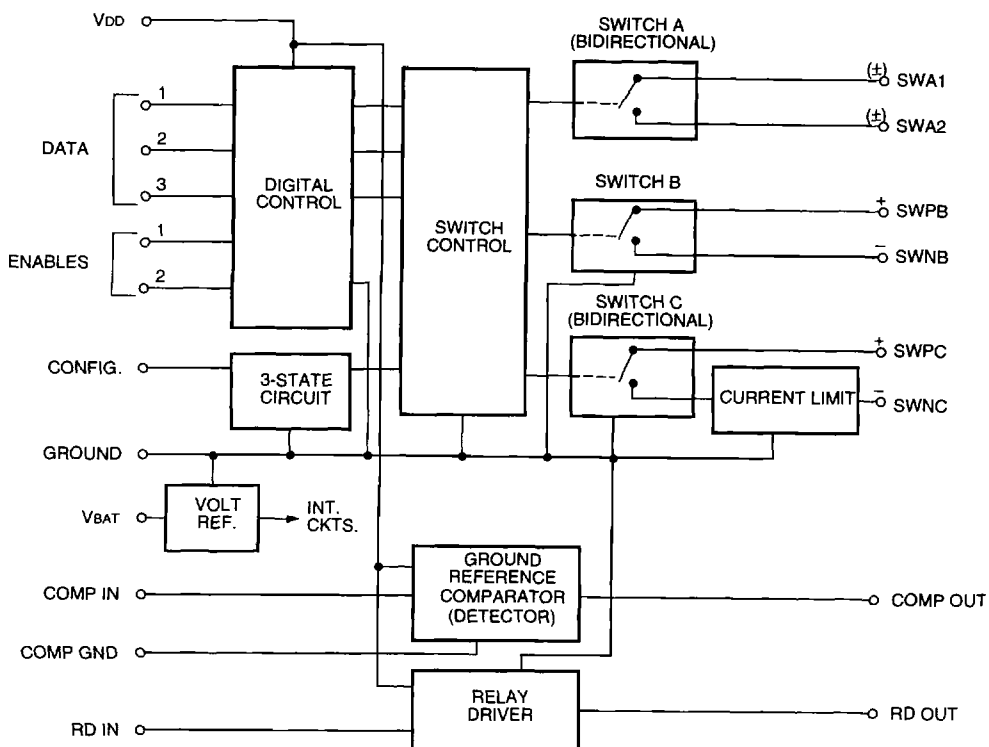 VDD
DATA
1
2
3
ENABLES
1
2
CONFIG.
GROUND
VBAT
COMP IN
COMP GND
RD IN
DIGITAL
CONTROL
3-STATE
CIRCUIT
VOLT
REF.
INT.
CKTS.
SWITCH
CONTROL
SWITCH A
(BIDIRECTIONAL)
SWITCH B
SWITCH C
(BIDIRECTIONAL)
CURRENT LIMIT
GROUND
REFERENCE
COMPARATOR
(DETECTOR)
RELAY
DRIVER
(±)
SWA1
(±)
SWA2
+
SWPB
−
SWNB
+
SWPC
−
SWNC
COMP OUT
RD OUT